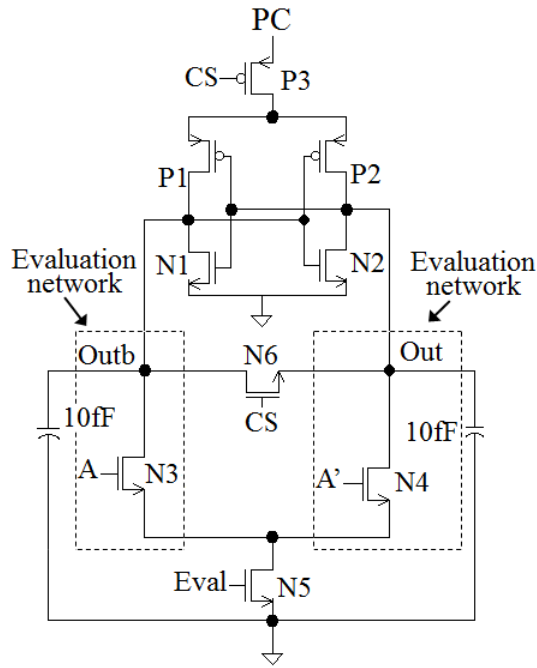 PC
CS
P3
P1
P2
N1
N2
Evaluation
network
Evaluation
network
Outb
N6
Out
10fF
CS
10fF
A
N3
A'
N4
Eval
N5